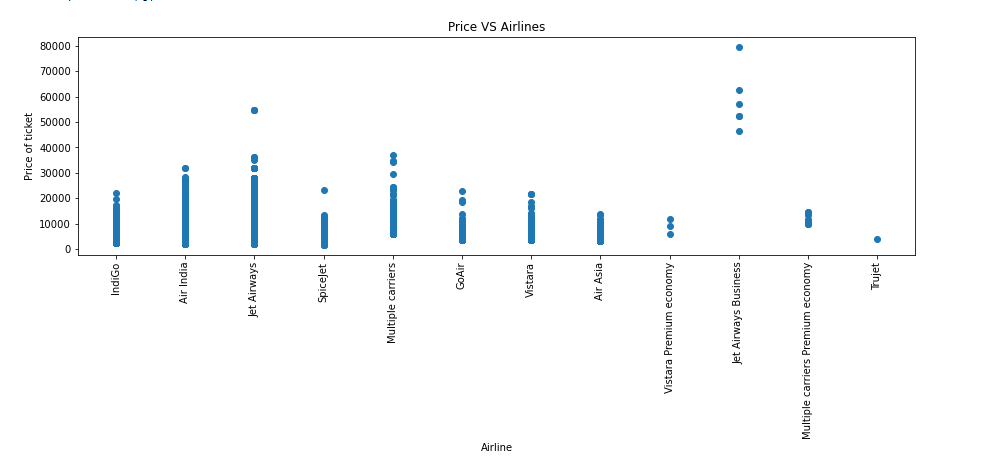 Price VS Airlines
80000
70000
60000
50000
40000
30000
20000
10000
0
Price of ticket
IndiGo
Air India
Jet Airways
SpiceJet
Multiple carriers
GoAir
Vistara
Air Asia
Vistara Premium economy
Jet Airways Business
Multiple carriers Premium economy
Trujet
Airline